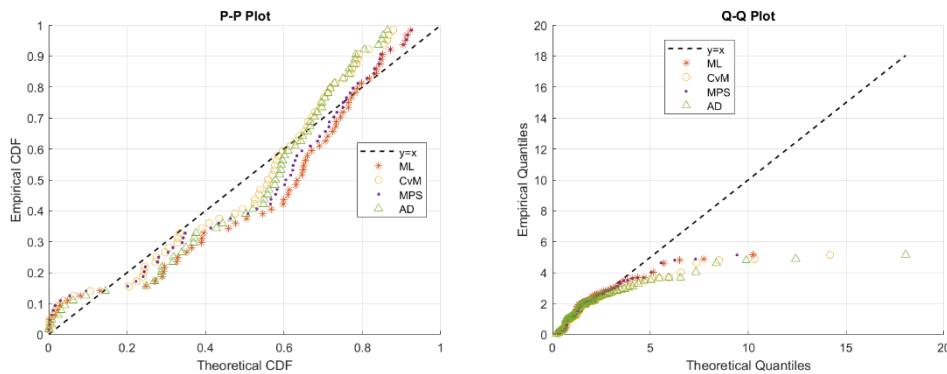 P-P Plot
Empirical CDF
1
0.9
0.8
0.7
0.6
0.5
0.4
0.3
0.2
0.1
0
0
0.2
0.4
0.6
0.8
1
Theoretical CDF
y=x
ML
CvM
MPS
AD
Q-Q Plot
Empirical Quantiles
20
18
16
14
12
10
8
6
4
2
0
0
5
10
15
20
Theoretical Quantiles
y=x
ML
CvM
MPS
AD